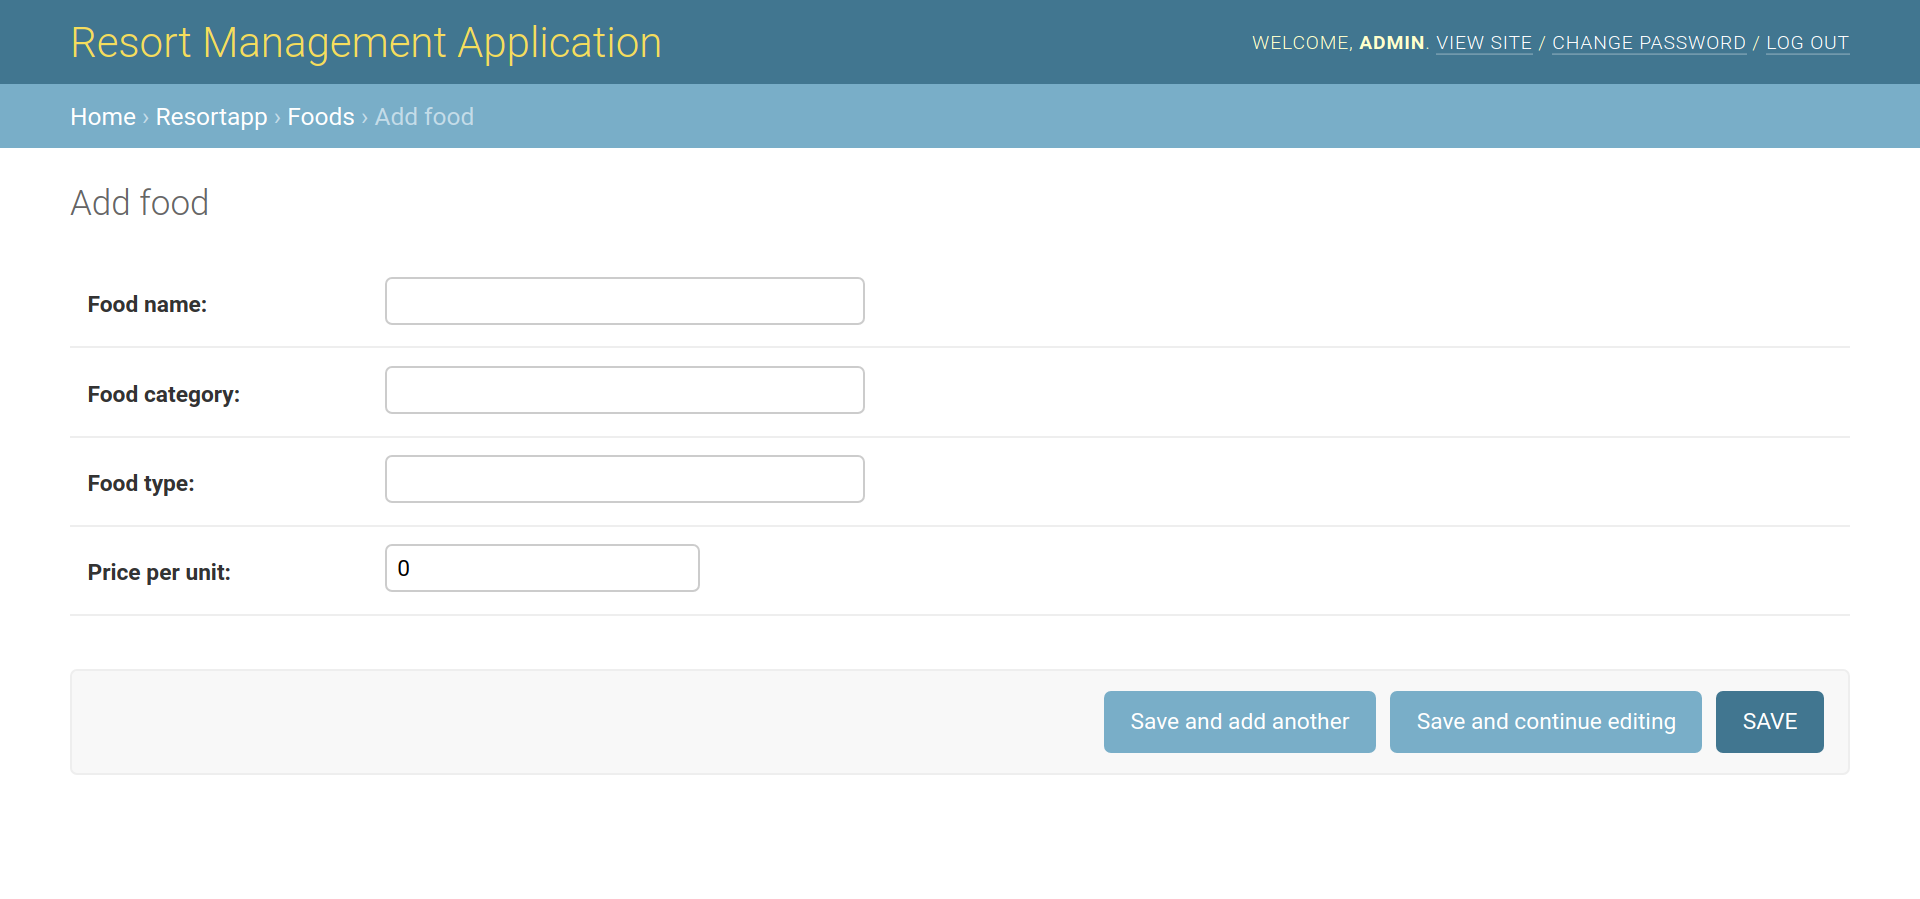 Resort Management Application
WELCOME, ADMIN. VIEW SITE / CHANGE PASSWORD / LOG OUT
Home › Resortapp › Foods › Add food
Add food
Food name:
Food category:
Food type:
Price per unit: 0
Save and add another Save and continue editing SAVE